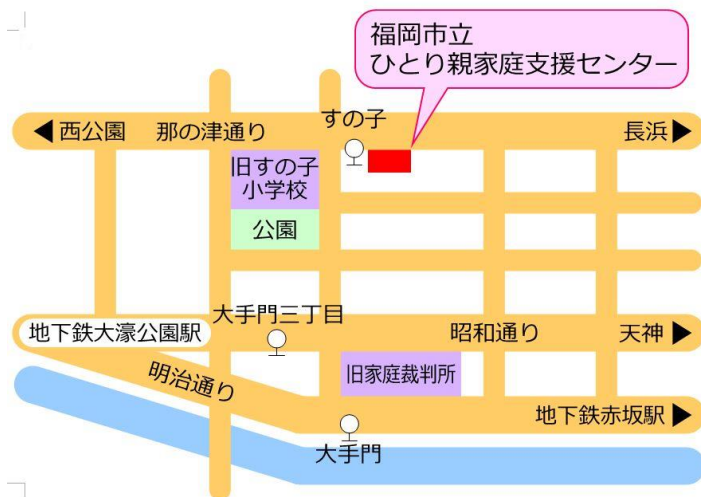 福岡市立
ひとり親家庭支援センター
◀西公園
那の津通り
すの子
長浜▶
旧すの子
小学校
公園
大手門三丁目
地下鉄大濠公園駅
昭和通り
天神▶
明治通り
旧家庭裁判所
地下鉄赤坂駅▶
大手門